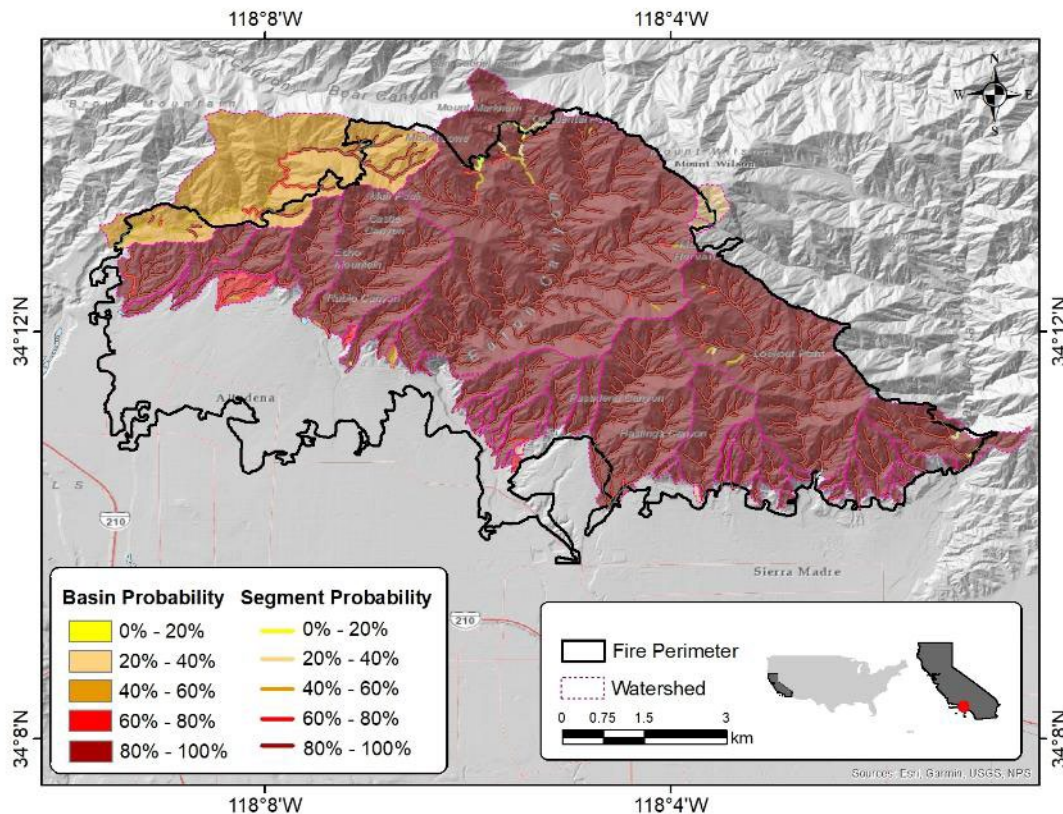 118°8'W
118°4'W
N
W
E
S
34°12'N
34°12'N
34°8'N
34°8'N
Bear Canyon
Mount Markham
Mount Wilson
Echo
Mountain
Rubio Canyon
Lookout Point
Pasadena Canyon
Hastings Canyon
Altadena
210
210
Sierra Madre
Basin Probability
0% - 20%
20% - 40%
40% - 60%
60% - 80%
80% - 100%
Segment Probability
0% - 20%
20% - 40%
40% - 60%
60% - 80%
80% - 100%
Fire Perimeter
Watershed
0 0.75 1.5 3
km
Sources: Esri, Garmin, USGS, NPS
118°8'W
118°4'W